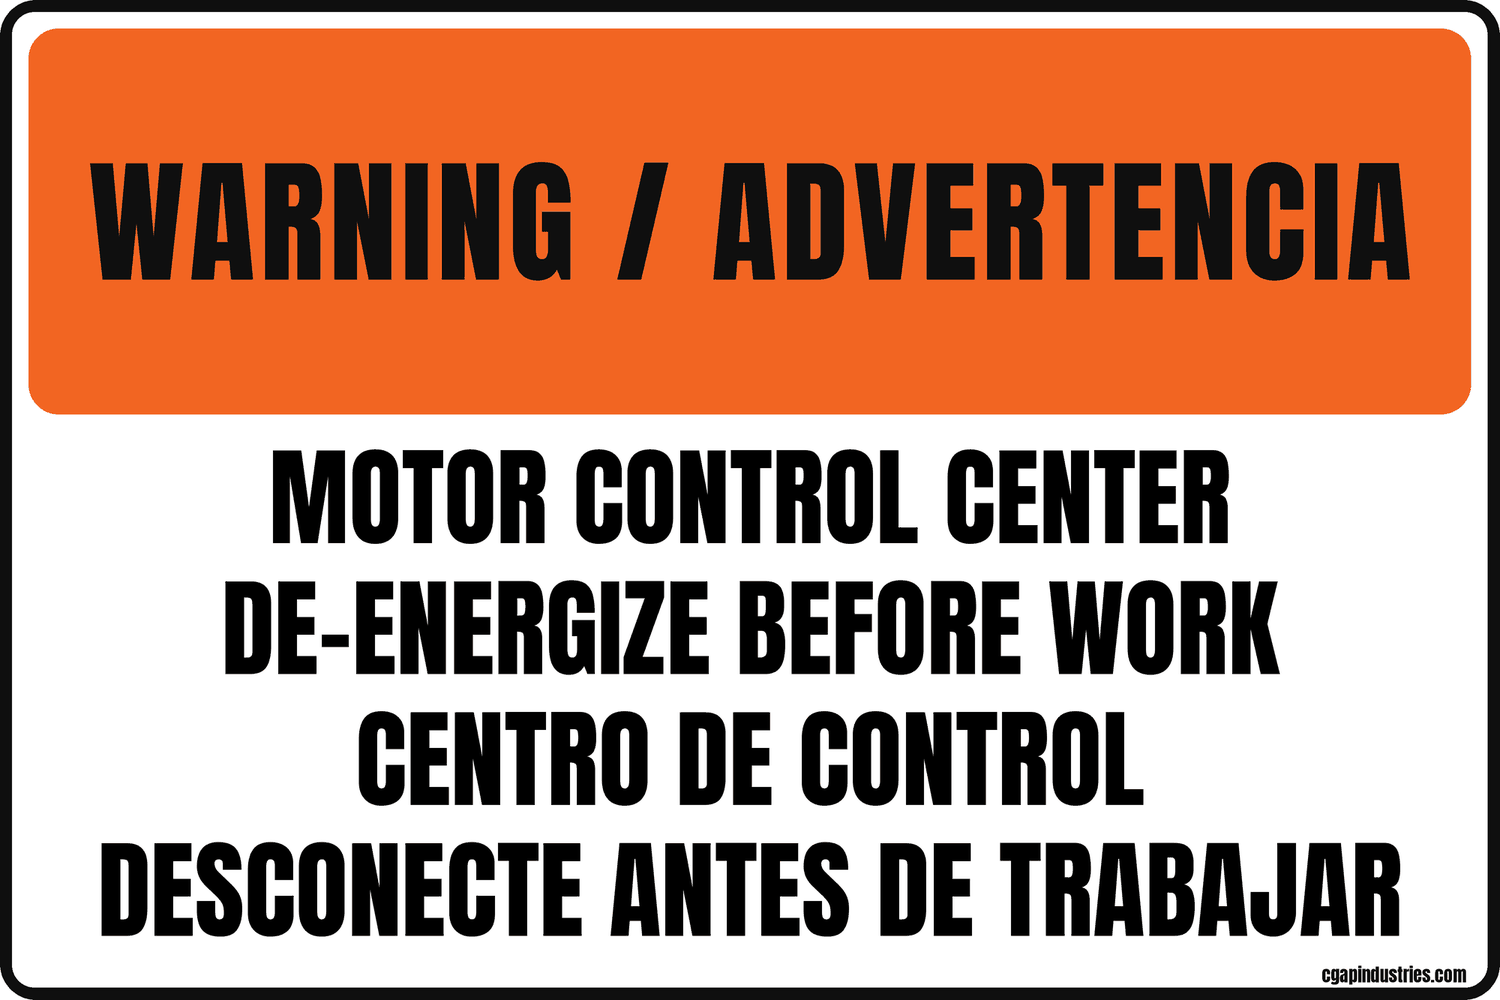 WARNING / ADVERTENCIA
MOTOR CONTROL CENTER
DE-ENERGIZE BEFORE WORK
CENTRO DE CONTROL
DESCONECTE ANTES DE TRABAJAR
cgapindustries.com